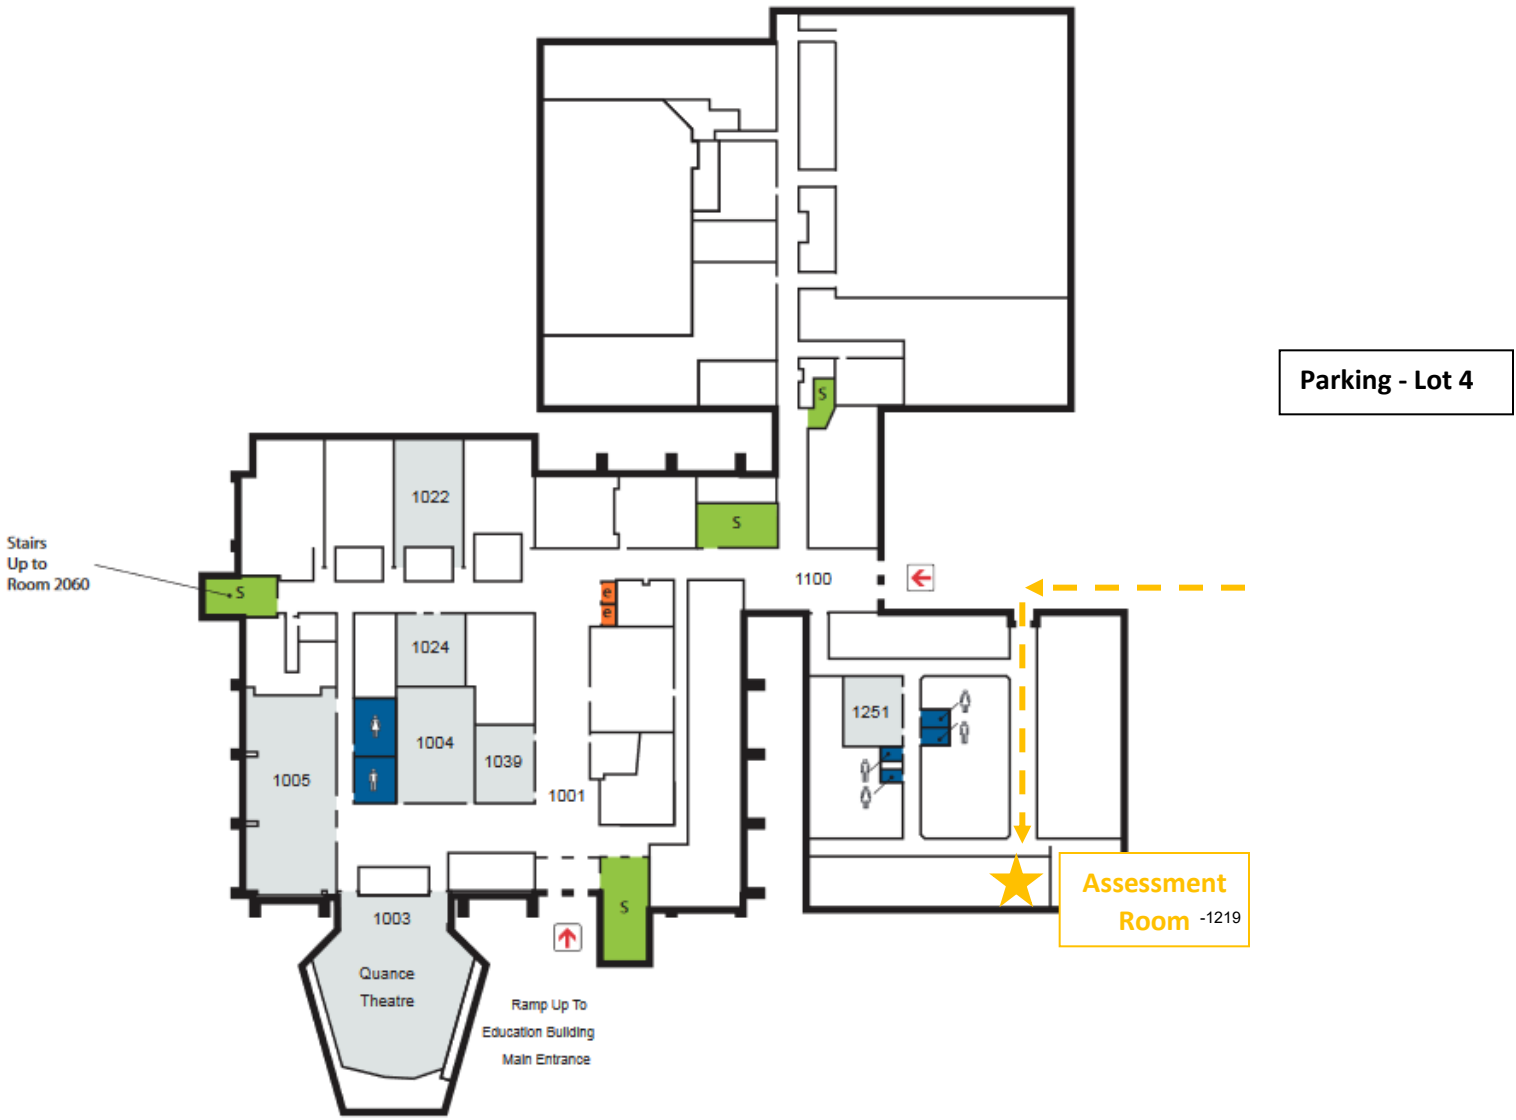 Parking - Lot 4
S
1022
S
Stairs
Up to
Room 2060
S
1100
e
e
1024
1251
1004
1039
1005
1001
Assessment
Room -1219
1003
S
Quance
Theatre
Ramp Up To
Education Building
Main Entrance